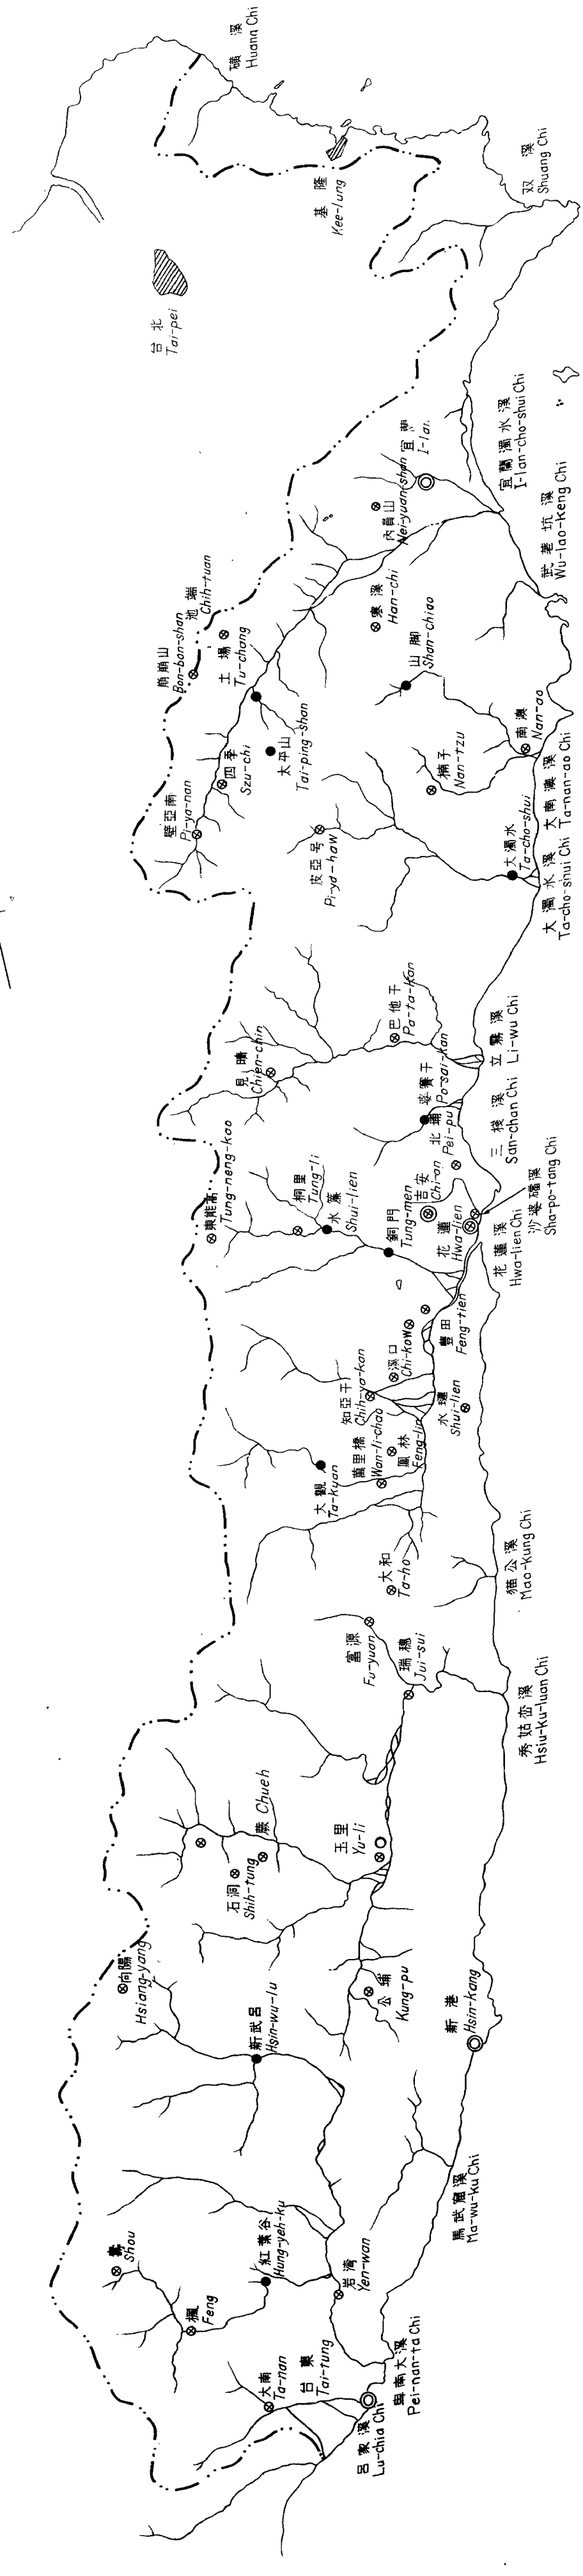 磺 溪
Huang Chi
基 隆
Kee-lung
双 溪
Shuang Chi
台 北
Tai-pei
宜 蘭
I-lan
宜 蘭 濁 水 溪
I-lan-cho-shui Chi
內員山
Nei-yuan-shan
武 荖 坑 溪
Wu-lao-keng Chi
池 端
Chih-tuan
崩崩山
Bon-bon-shan
土 場
Tu-chang
寒 溪
Han-chi
山 脚
Shan-chiao
太平山
Tai-ping-shan
四 季
Szu-chi
南 澳
Nan-ao
楠子
Nan-tzu
壁亞南
Pi-ya-nan
皮亞号
Pi-ya-haw
大濁水
Ta-cho-shui
大 南 澳 溪
Ta-nan-ao Chi
大 濁 水 溪
Ta-cho-shui Chi
巴他干
Pa-ta-kan
見 晴
Chien-chin
立 霧 溪
Li-wu Chi
婆賽干
Po-sai-kan
三 棧 溪
San-chan Chi
北 埔
Pei-pu
東能高
Tung-neng-kao
桐里
Tung-li
水 簾
Shui-lien
吉安
Chi-an
銅門
Tung-men
花 蓮
Hwa-lien
沙婆礑溪
Sha-po-tang Chi
花 蓮 溪
Hwa-lien Chi
豐 田
Feng-tien
溪口
Chi-kow
知亞干
Chih-ya-kan
水 璉
Shui-lien
萬里橋
Wan-li-chao
鳳 林
Feng-lin
大 觀
Ta-kuan
大和
Ta-ho
貓 公 溪
Mao-kung Chi
富源
Fu-yuan
瑞 穗
Jui-sui
秀 姑 巒 溪
Hsiu-ku-luan Chi
蕨 Chueh
玉 里
Yu-li
石洞
Shih-tung
向陽
Hsiang-yang
公 埔
Kung-pu
新武呂
Hsin-wu-lu
新 港
Hsin-kang
馬 武 窟 溪
Ma-wu-ku Chi
Shou
紅葉谷
Hung-yeh-ku
楓
Feng
岩灣
Yen-wan
大南
Ta-nan
台 東
Tai-tung
卑 南 大 溪
Pei-nan-ta Chi
呂 家 溪
Lu-chia Chi